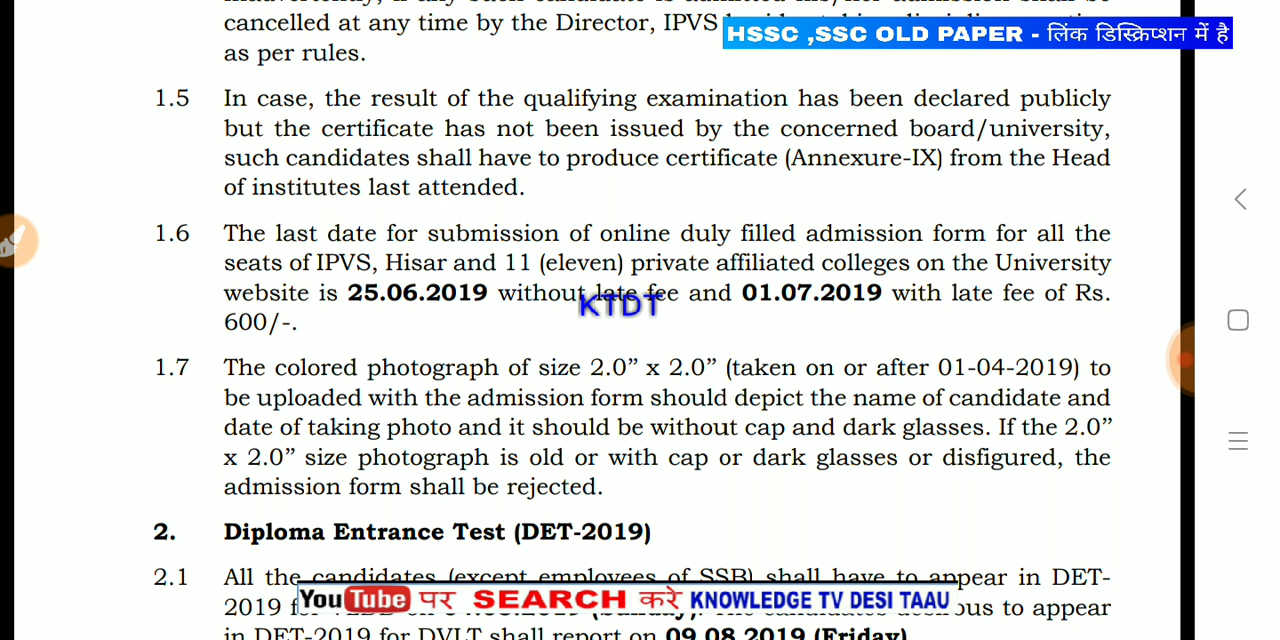 cancelled at any time by the Director, IPVS
HSSC ,SSC OLD PAPER - लिंक डिस्क्रिप्शन में है
as per rules.
1.5 In case, the result of the qualifying examination has been declared publicly
but the certificate has not been issued by the concerned board/university,
such candidates shall have to produce certificate (Annexure-IX) from the Head
of institutes last attended.
1.6 The last date for submission of online duly filled admission form for all the
seats of IPVS, Hisar and 11 (eleven) private affiliated colleges on the University
website is 25.06.2019 without late fee and 01.07.2019 with late fee of Rs.
KTDT
600/-.
1.7 The colored photograph of size 2.0” x 2.0” (taken on or after 01-04-2019) to
be uploaded with the admission form should depict the name of candidate and
date of taking photo and it should be without cap and dark glasses. If the 2.0”
x 2.0” size photograph is old or with cap or dark glasses or disfigured, the
admission form shall be rejected.
2. Diploma Entrance Test (DET-2019)
2.1 All the candidates (except employees of SSB) shall have to appear in DET-
YouTube पर SEARCH करे KNOWLEDGE TV DESI TAAU
2019 to appear
in DET-2019 for DVLT shall report on 09.08.2019 (Friday)